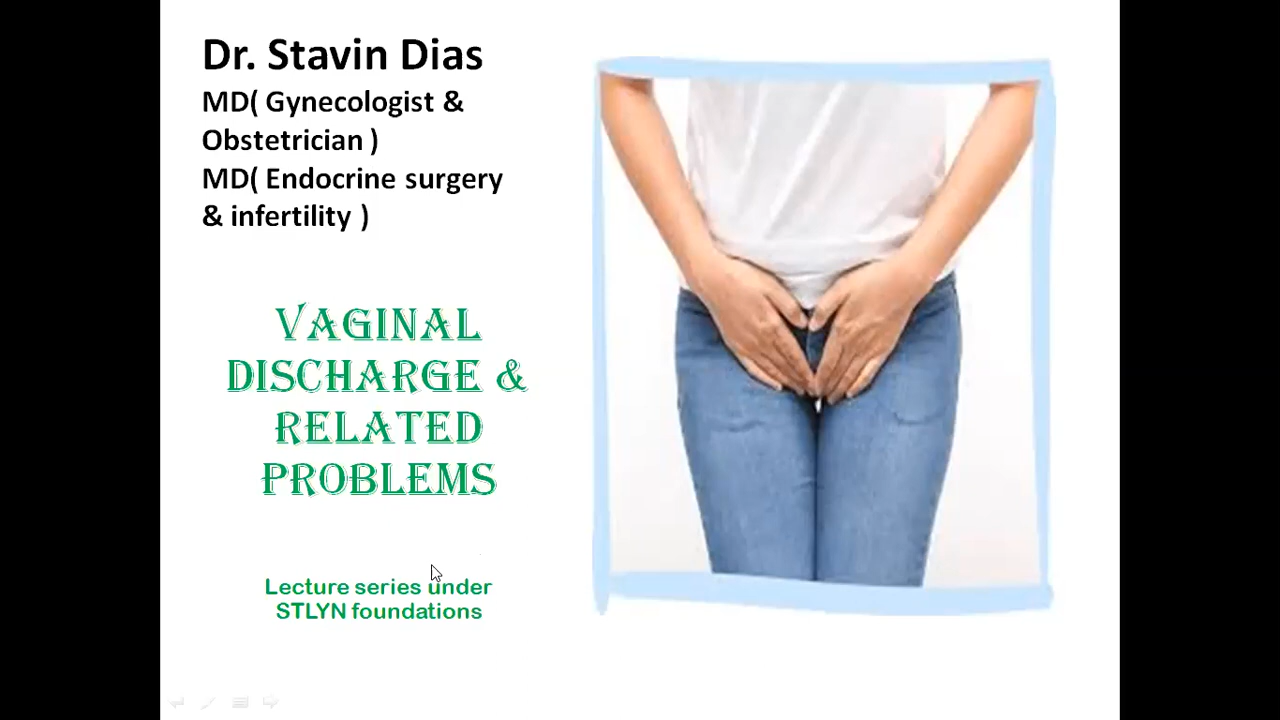 Dr. Stavin Dias
MD( Gynecologist &
Obstetrician )
MD( Endocrine surgery
& infertility )
VAGINAL
DISCHARGE &
RELATED
PROBLEMS
Lecture series under
STLYN foundations